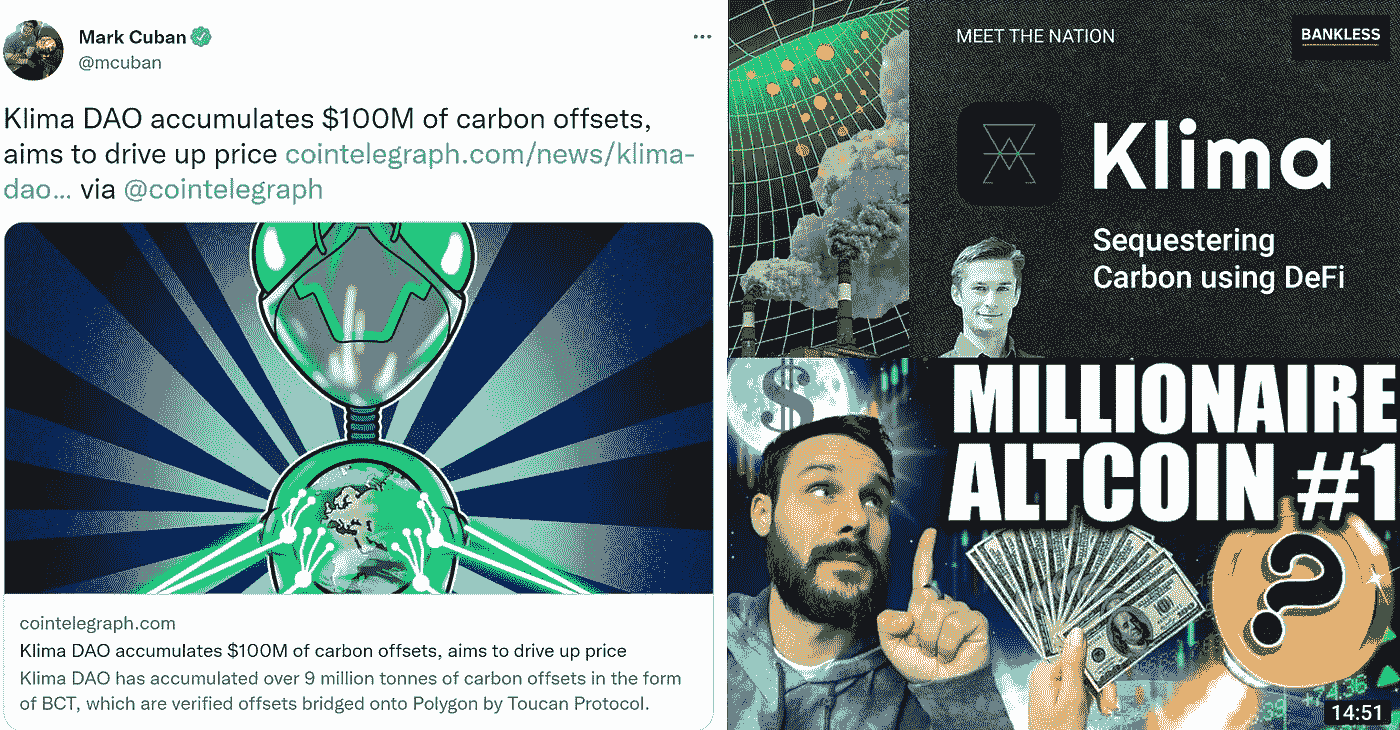 Mark Cuban
@mcuban
Klima DAO accumulates $100M of carbon offsets,
aims to drive up price cointelegraph.com/news/klima-
dao... via @cointelegraph
cointelegraph.com
Klima DAO accumulates $100M of carbon offsets, aims to drive up price
Klima DAO has accumulated over 9 million tonnes of carbon offsets in the form
of BCT, which are verified offsets bridged onto Polygon by Toucan Protocol.
MEET THE NATION
BANKLESS
Klima
Sequestering
Carbon using DeFi
$
MILLIONAIRE
ALTCOIN #1
?
+74.36
14:51